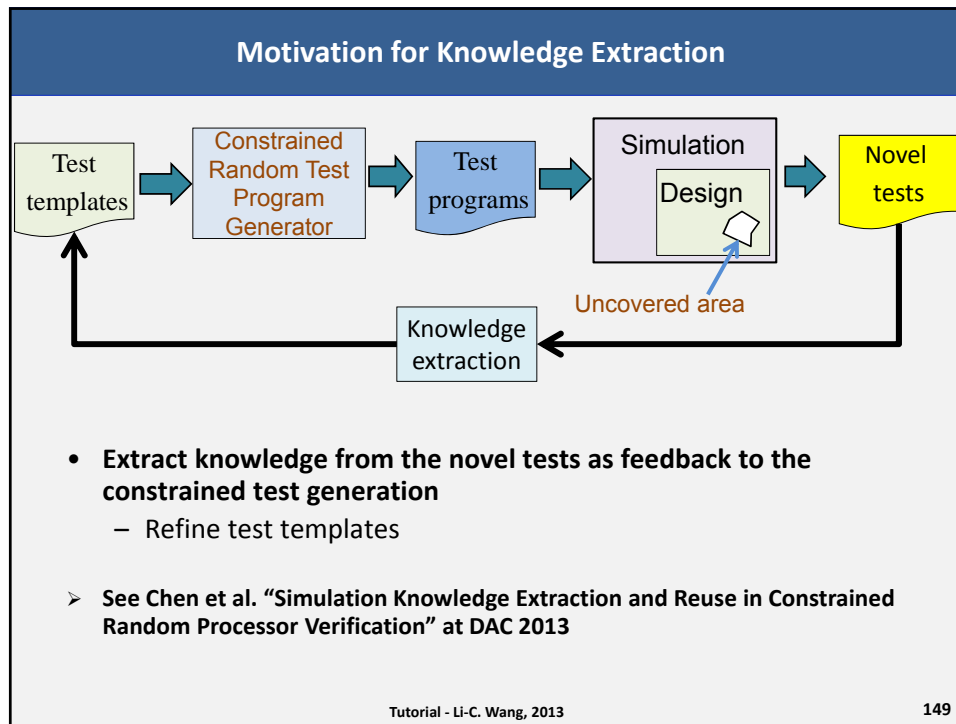 Motivation for Knowledge Extraction
Test
templates
Constrained
Random Test
Program
Generator
Test
programs
Simulation
Design
Uncovered area
Novel
tests
Knowledge
extraction
• Extract knowledge from the novel tests as feedback to the
constrained test generation
– Refine test templates
➢ See Chen et al. “Simulation Knowledge Extraction and Reuse in Constrained
Random Processor Verification” at DAC 2013
Tutorial - Li-C. Wang, 2013
149